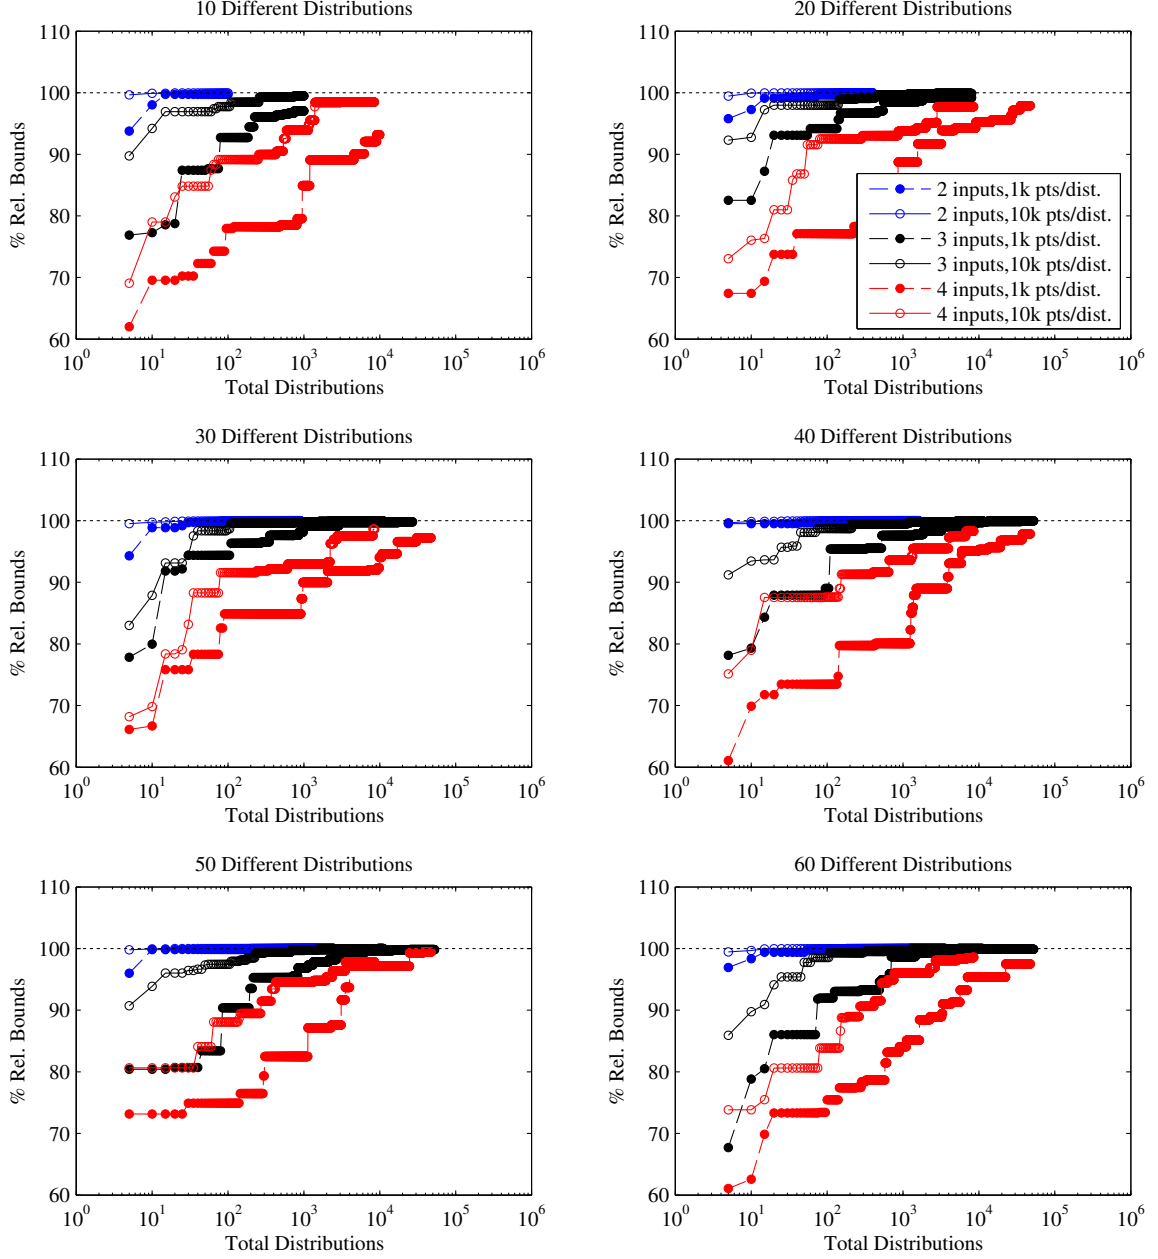 10 Different Distributions
110
100
90
80
70
60
% Rel. Bounds
10^0 10^1 10^2 10^3 10^4 10^5 10^6
Total Distributions
20 Different Distributions
110
100
90
80
70
60
% Rel. Bounds
2 inputs,1k pts/dist.
2 inputs,10k pts/dist.
3 inputs,1k pts/dist.
3 inputs,10k pts/dist.
4 inputs,1k pts/dist.
4 inputs,10k pts/dist.
10^0 10^1 10^2 10^3 10^4 10^5 10^6
Total Distributions
30 Different Distributions
110
100
90
80
70
60
% Rel. Bounds
10^0 10^1 10^2 10^3 10^4 10^5 10^6
Total Distributions
40 Different Distributions
110
100
90
80
70
60
% Rel. Bounds
10^0 10^1 10^2 10^3 10^4 10^5 10^6
Total Distributions
50 Different Distributions
110
100
90
80
70
60
% Rel. Bounds
10^0 10^1 10^2 10^3 10^4 10^5 10^6
Total Distributions
60 Different Distributions
110
100
90
80
70
60
% Rel. Bounds
10^0 10^1 10^2 10^3 10^4 10^5 10^6
Total Distributions